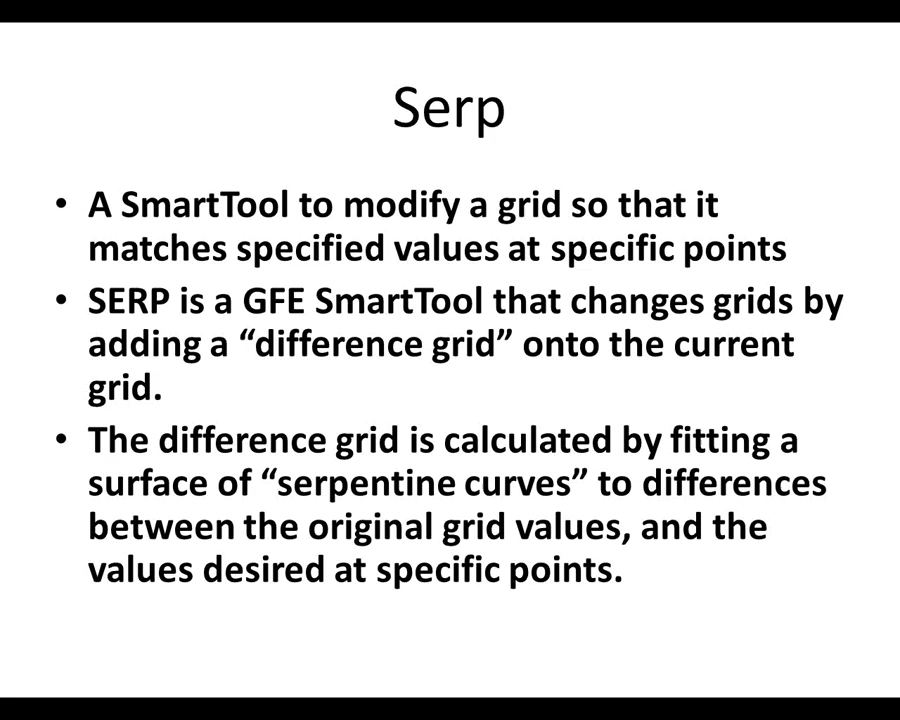 Serp
• A SmartTool to modify a grid so that it
matches specified values at specific points
• SERP is a GFE SmartTool that changes grids by
adding a “difference grid” onto the current
grid.
• The difference grid is calculated by fitting a
surface of “serpentine curves” to differences
between the original grid values, and the
values desired at specific points.